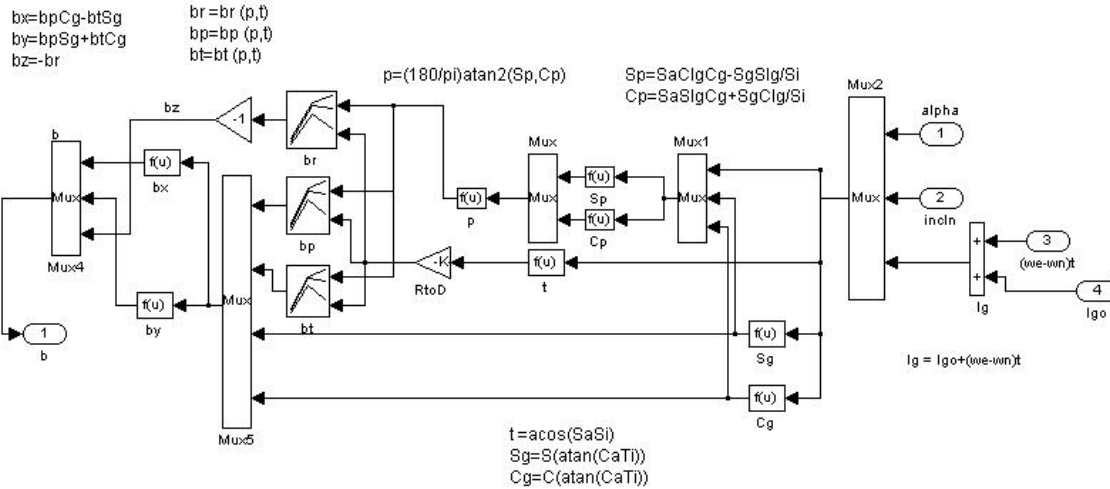 bx=bpCg-btSg
by=bpSg+btCg
bz=-br
br =br (p,t)
bp=bp (p,t)
bt=bt (p,t)
p=(180/pi)atan2(Sp,Cp)
Sp=SaClgCg-SgSlg/Si
Cp=SaSlgCg+SgClg/Si
Mux2
alpha
1
bz
-1
br
b
Mux
f(u)
bx
Mux
Mux
f(u)
Sp
Mux1
Mux
Mux
2
incln
f(u)
p
f(u)
Cp
bp
Mux4
-K
RtoD
f(u)
t
+
+
lg
3
(we-wn)t
4
lgo
Mux
f(u)
by
bt
1
b
f(u)
Sg
lg = lgo+(we-wn)t
f(u)
Cg
Mux5
t=acos(SaSi)
Sg=S(atan(CaTi))
Cg=C(atan(CaTi))